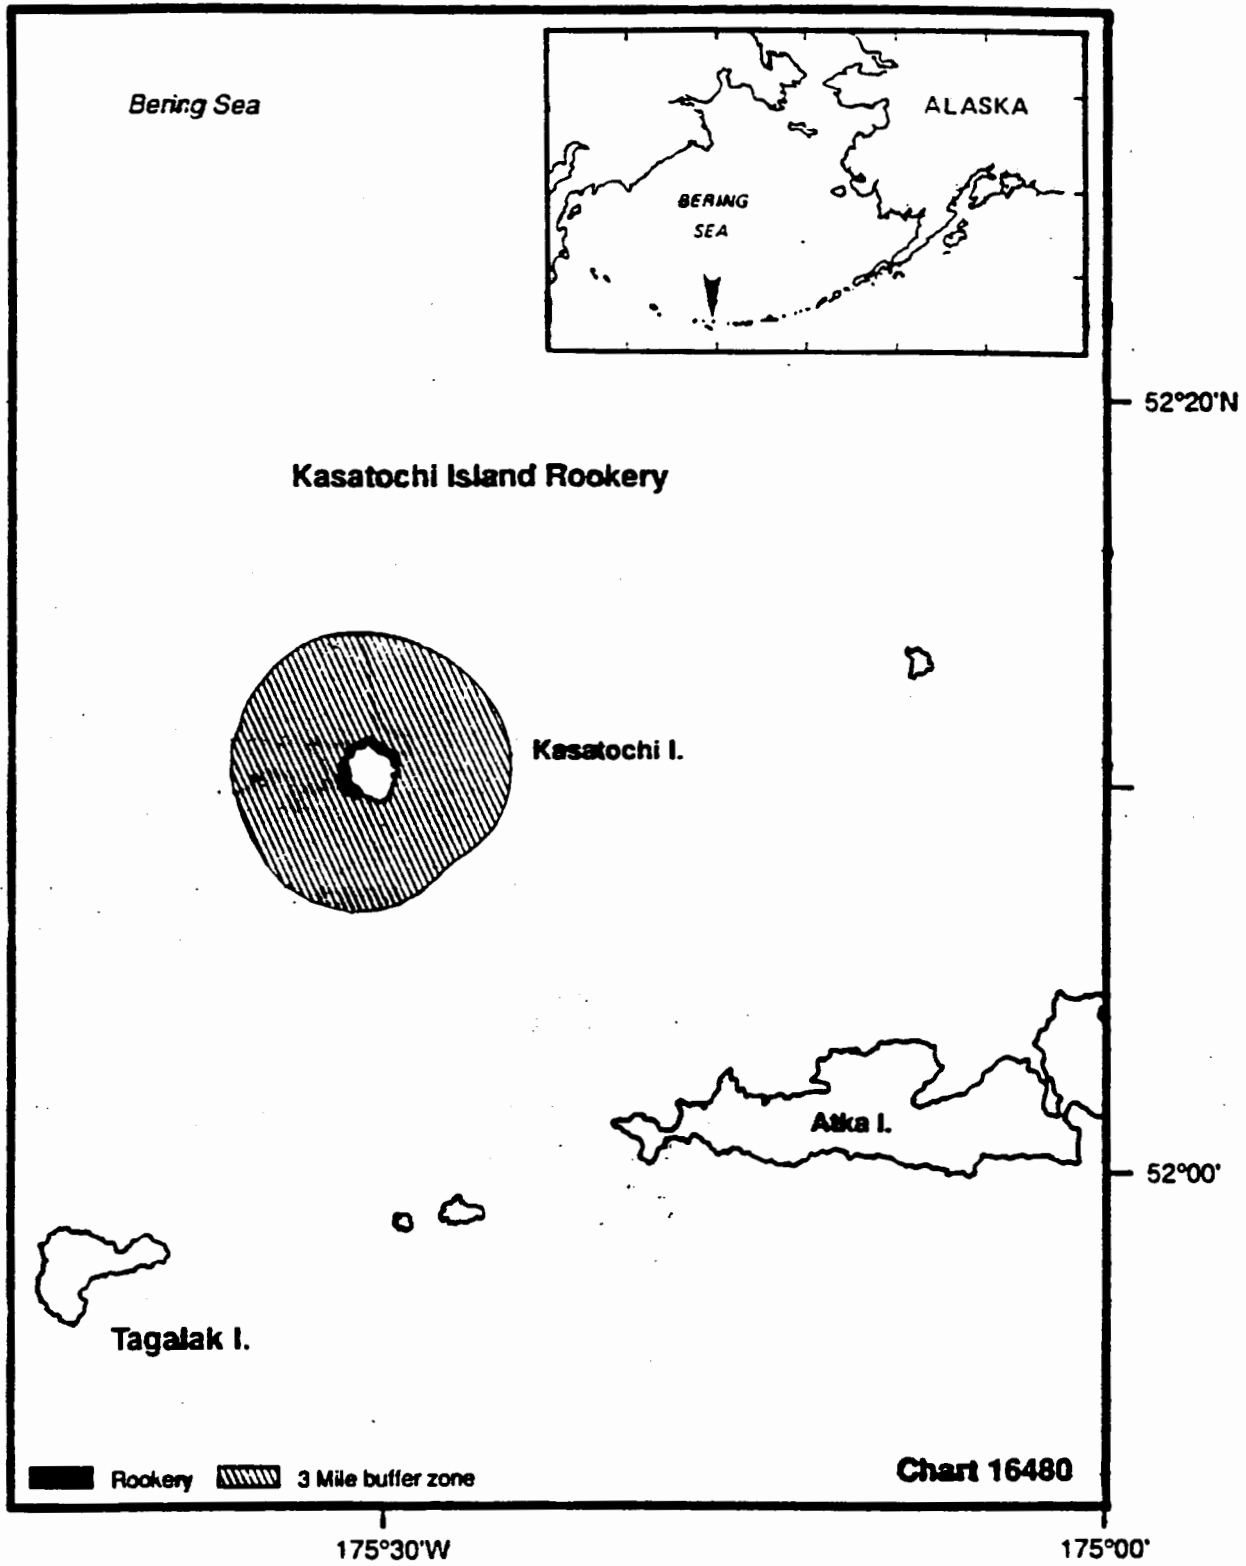 Bering Sea
ALASKA
BERING
SEA
52°20'N
Kasatochi Island Rookery
Kasatochi I.
Atka I.
52°00'
Tagalak I.
Rookery 3 Mile buffer zone
Chart 16480
175°30'W 175°00'